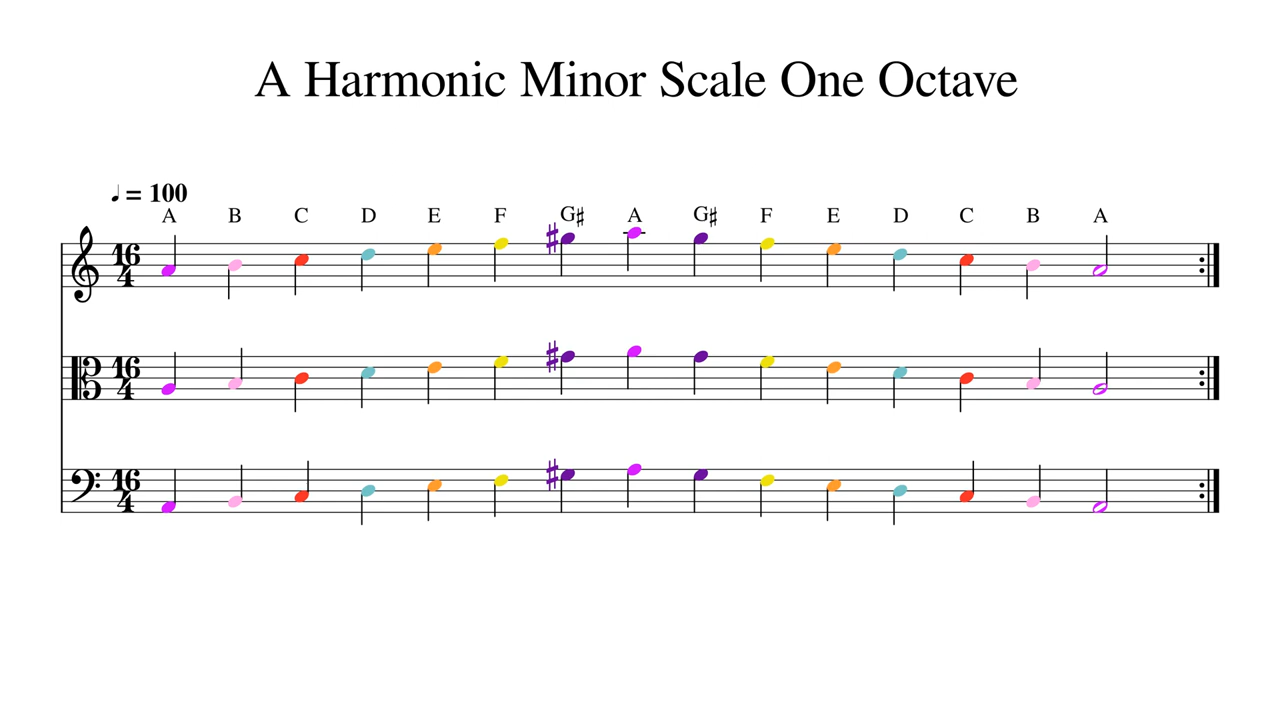 A Harmonic Minor Scale One Octave
♩ = 100
A B C D E F G♯ A G♯ F E D C B A
16
4
16
4
16
4